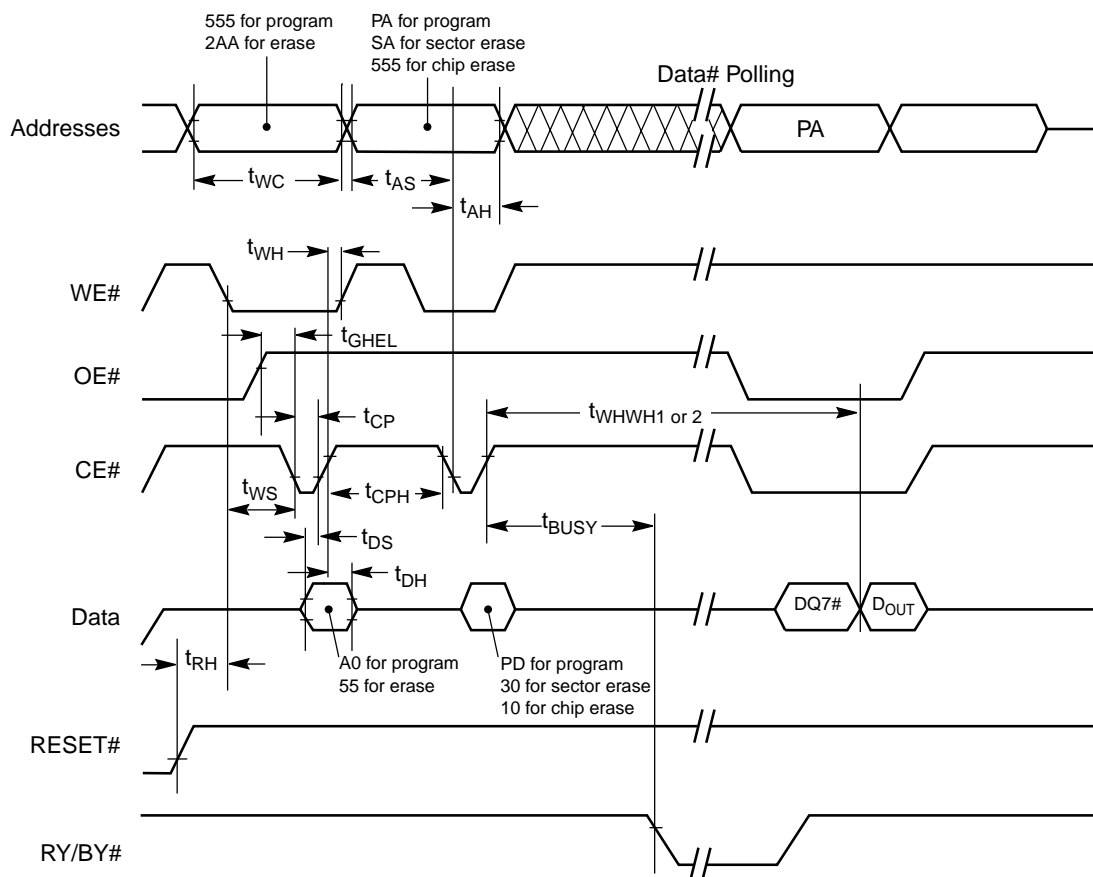 555 for program
2AA for erase
PA for program
SA for sector erase
555 for chip erase
Data# Polling
Addresses
PA
tWC
tAS
tAH
tWH
WE#
tGHEL
OE#
tWHWH1 or 2
tCP
CE#
tWS
tCPH
tBUSY
tDS
tDH
Data
DQ7#
DOUT
tRH
A0 for program
55 for erase
PD for program
30 for sector erase
10 for chip erase
RESET#
RY/BY#